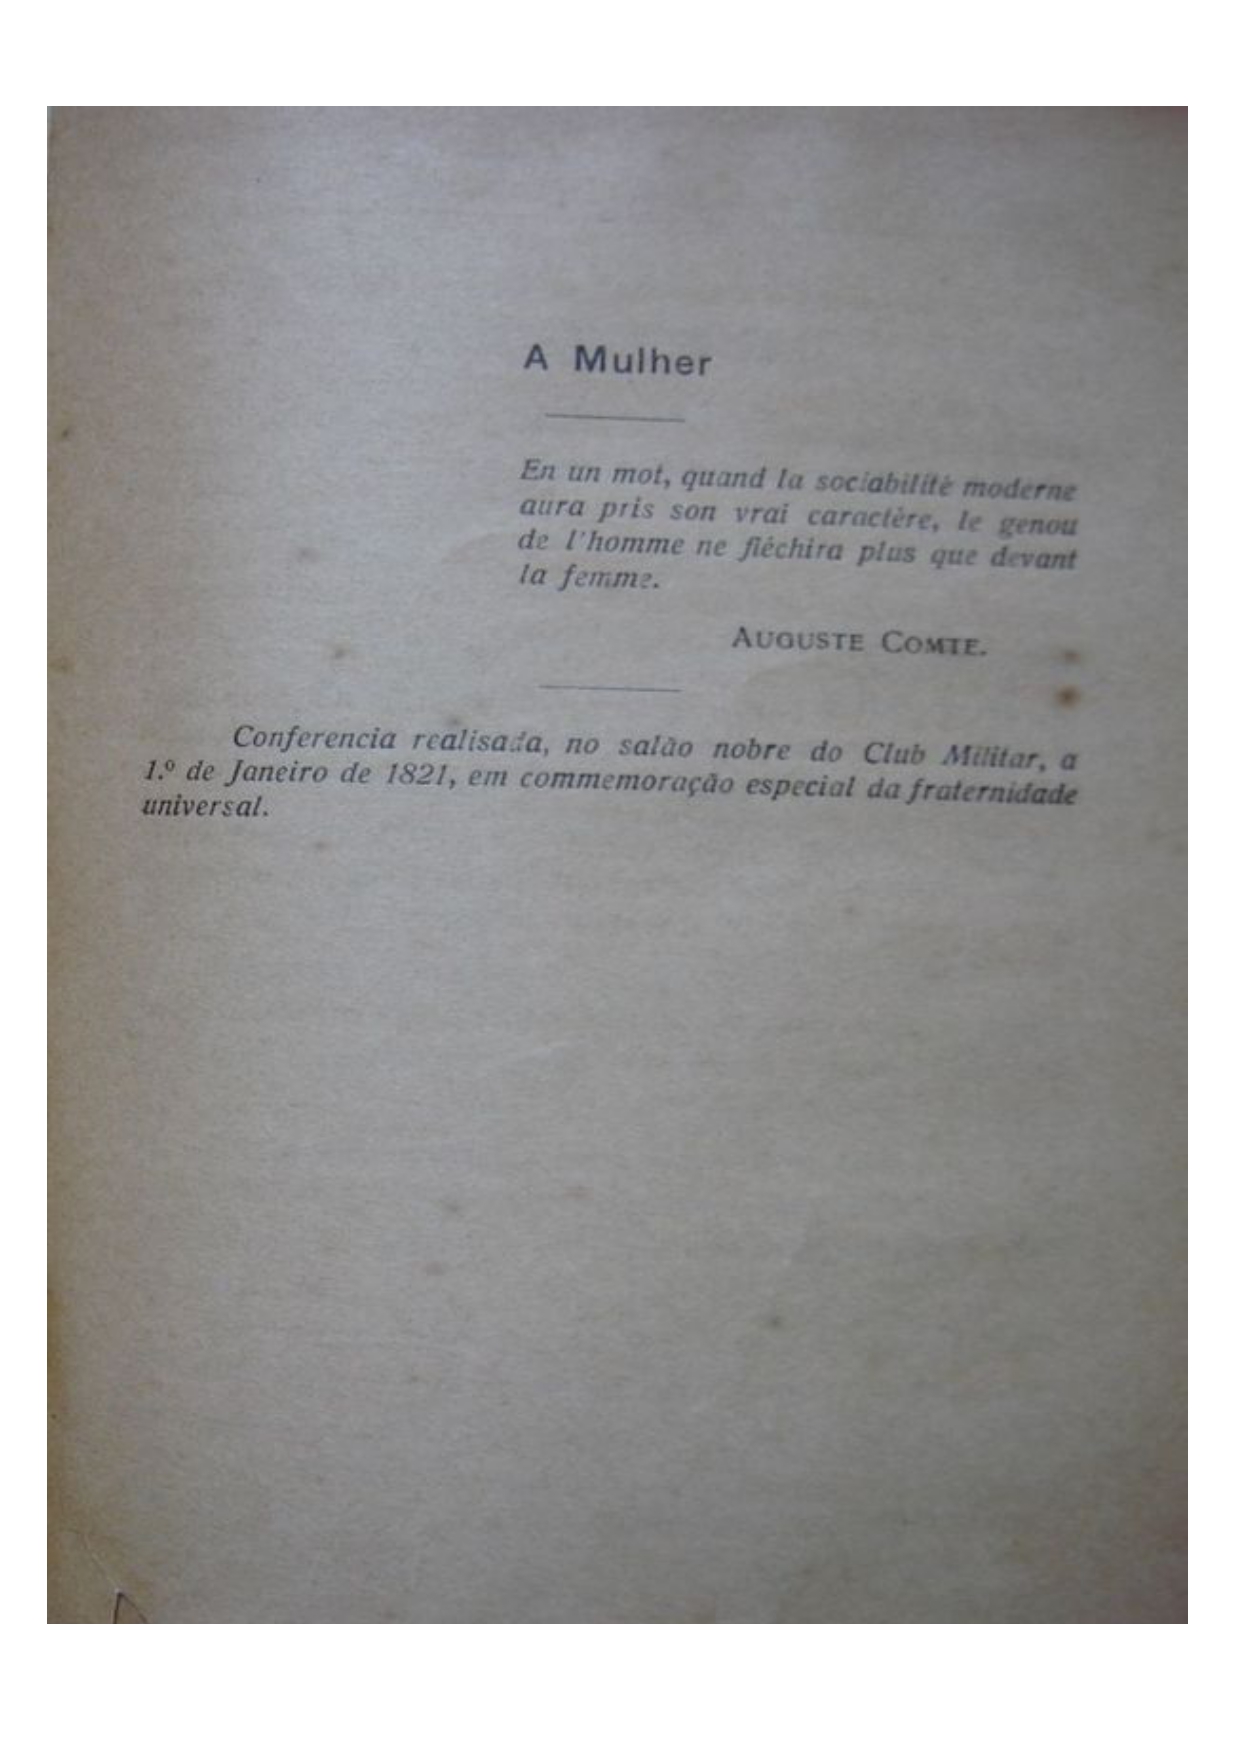 A Mulher
En un mot, quand la sociabilité moderne
aura pris son vrai caractère, le genou
de l'homme ne fléchira plus que devant
la femme.
AUGUSTE COMTE.
Conferencia realisada, no salão nobre do Club Militar, a
1.º de Janeiro de 1821, em commemoração especial da fraternidade
universal.